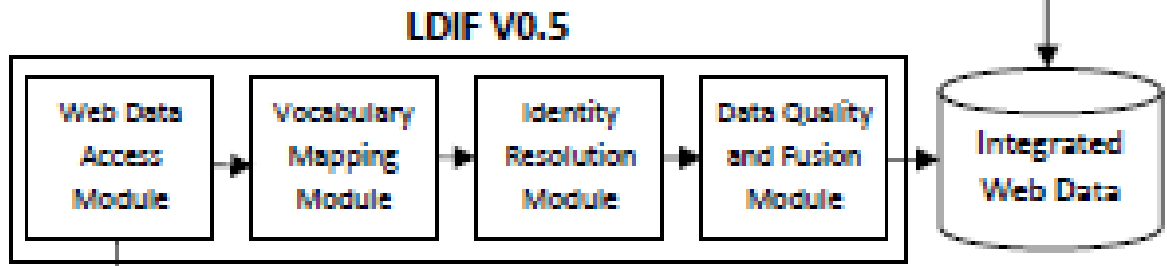 LDIF V0.5
Web Data
Access
Module
Vocabulary
Mapping
Module
Identity
Resolution
Module
Data Quality
and Fusion
Module
Integrated
Web Data